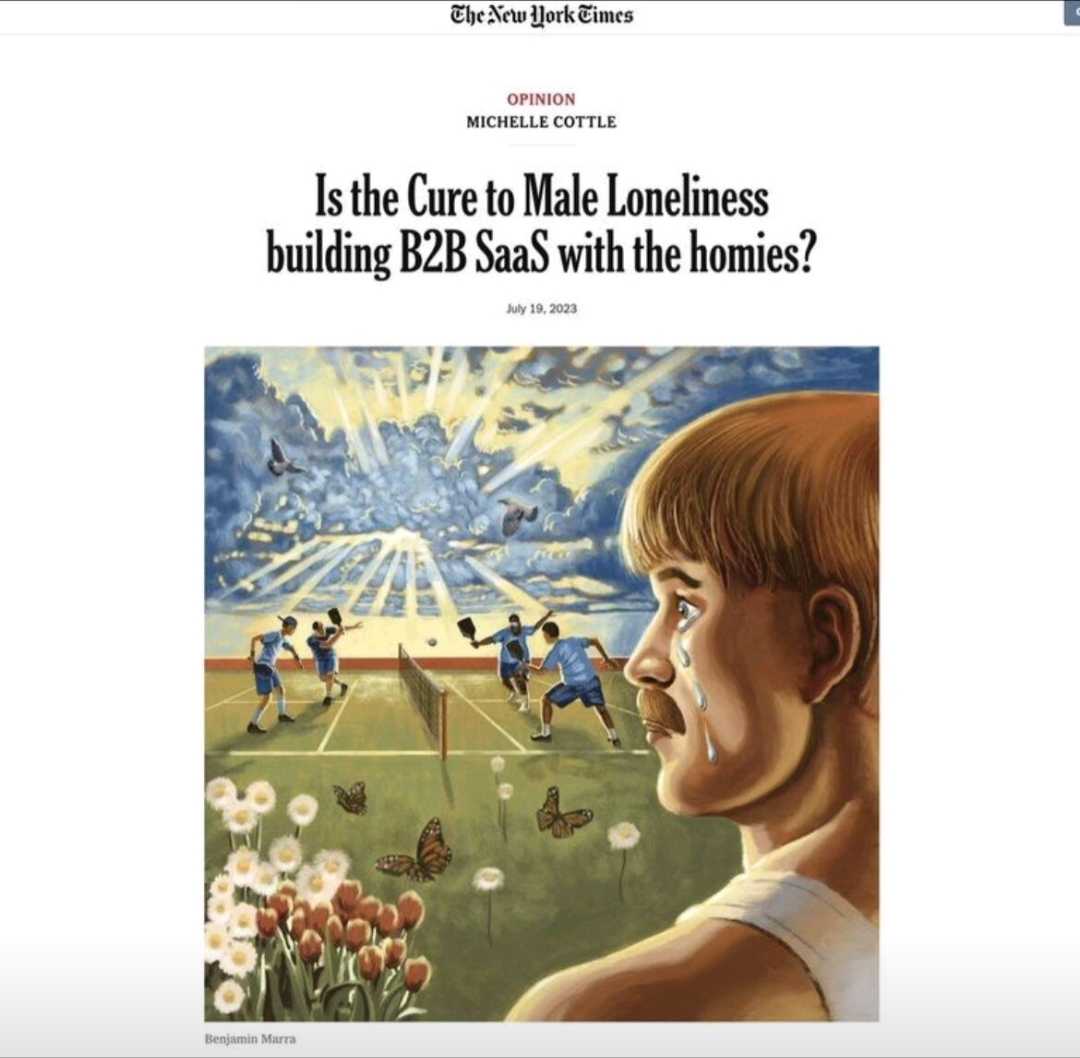 The New York Times
OPINION
MICHELLE COTTLE
Is the Cure to Male Loneliness
building B2B SaaS with the homies?
July 19, 2023
Benjamin Marra